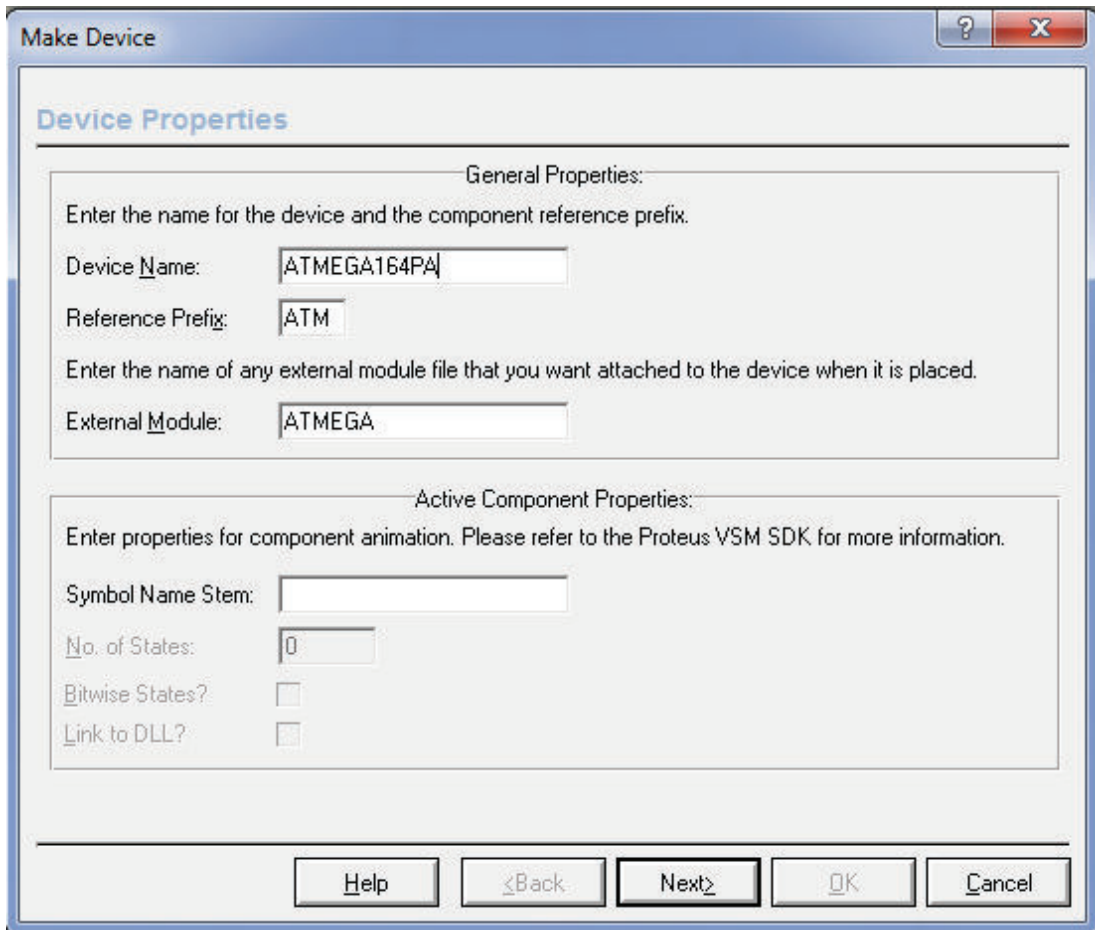 Make Device
?
X
Device Properties
General Properties:
Enter the name for the device and the component reference prefix.
Device Name: ATMEGA164PA
Reference Prefix: ATM
Enter the name of any external module file that you want attached to the device when it is placed.
External Module: ATMEGA
Active Component Properties:
Enter properties for component animation. Please refer to the Proteus VSM SDK for more information.
Symbol Name Stem:
No. of States: 0
Bitwise States?
Link to DLL?
Help <Back Next> OK Cancel